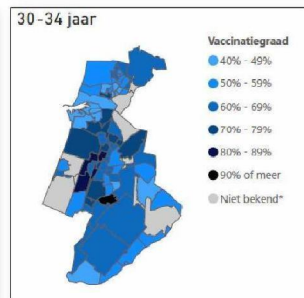 30-34 jaar
Vaccinatiegraad
40% - 49%
50% - 59%
60% - 69%
70% - 79%
80% - 89%
90% of meer
Niet bekend*